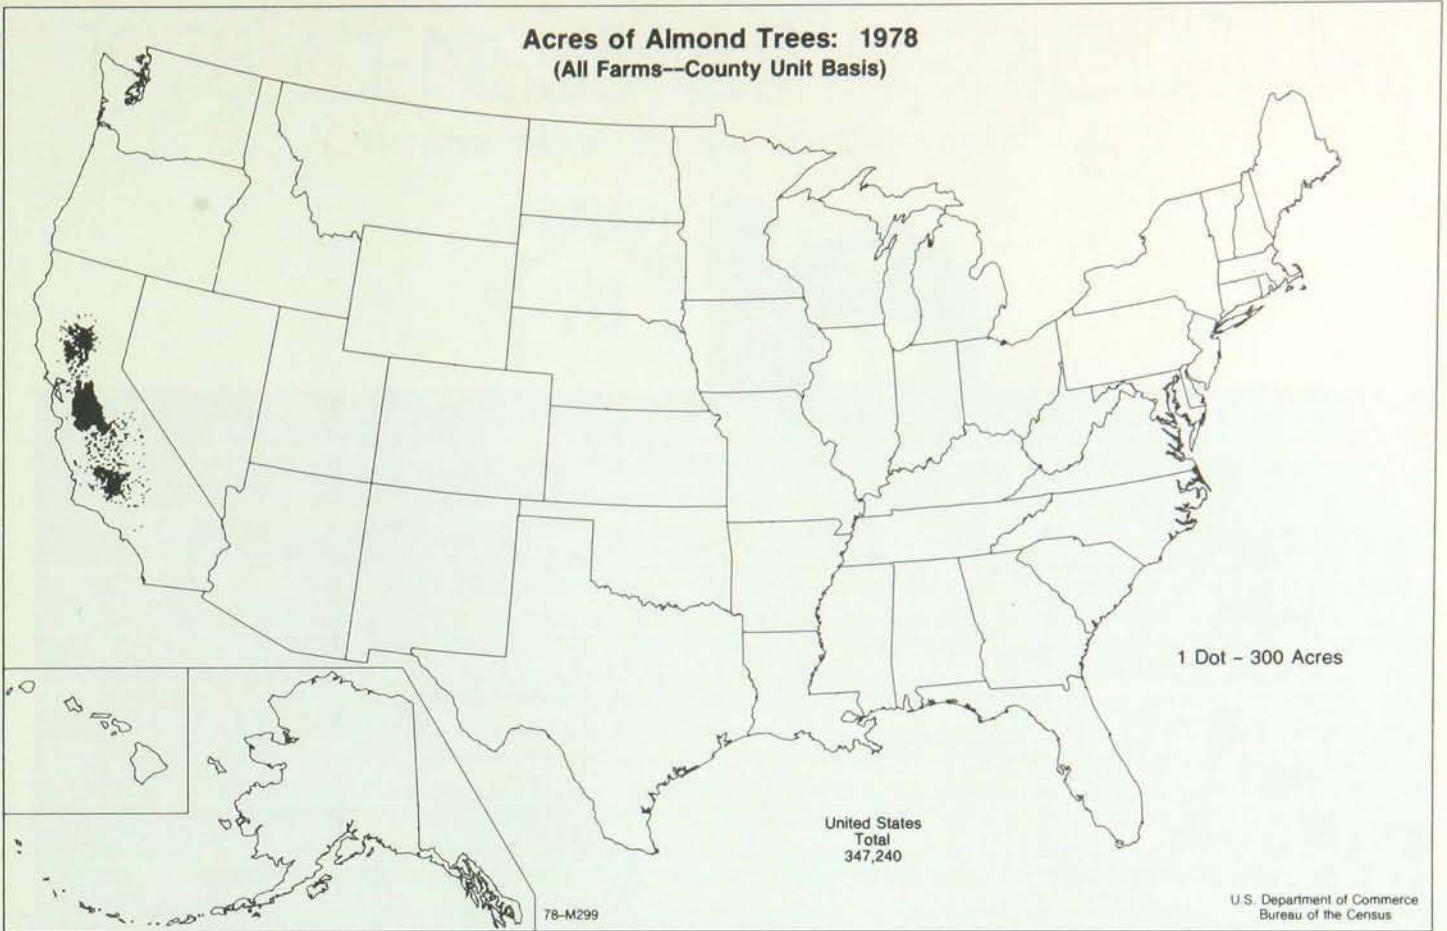 Acres of Almond Trees: 1978
(All Farms--County Unit Basis)
1 Dot - 300 Acres
United States
Total
347,240
78-M299
U.S. Department of Commerce
Bureau of the Census